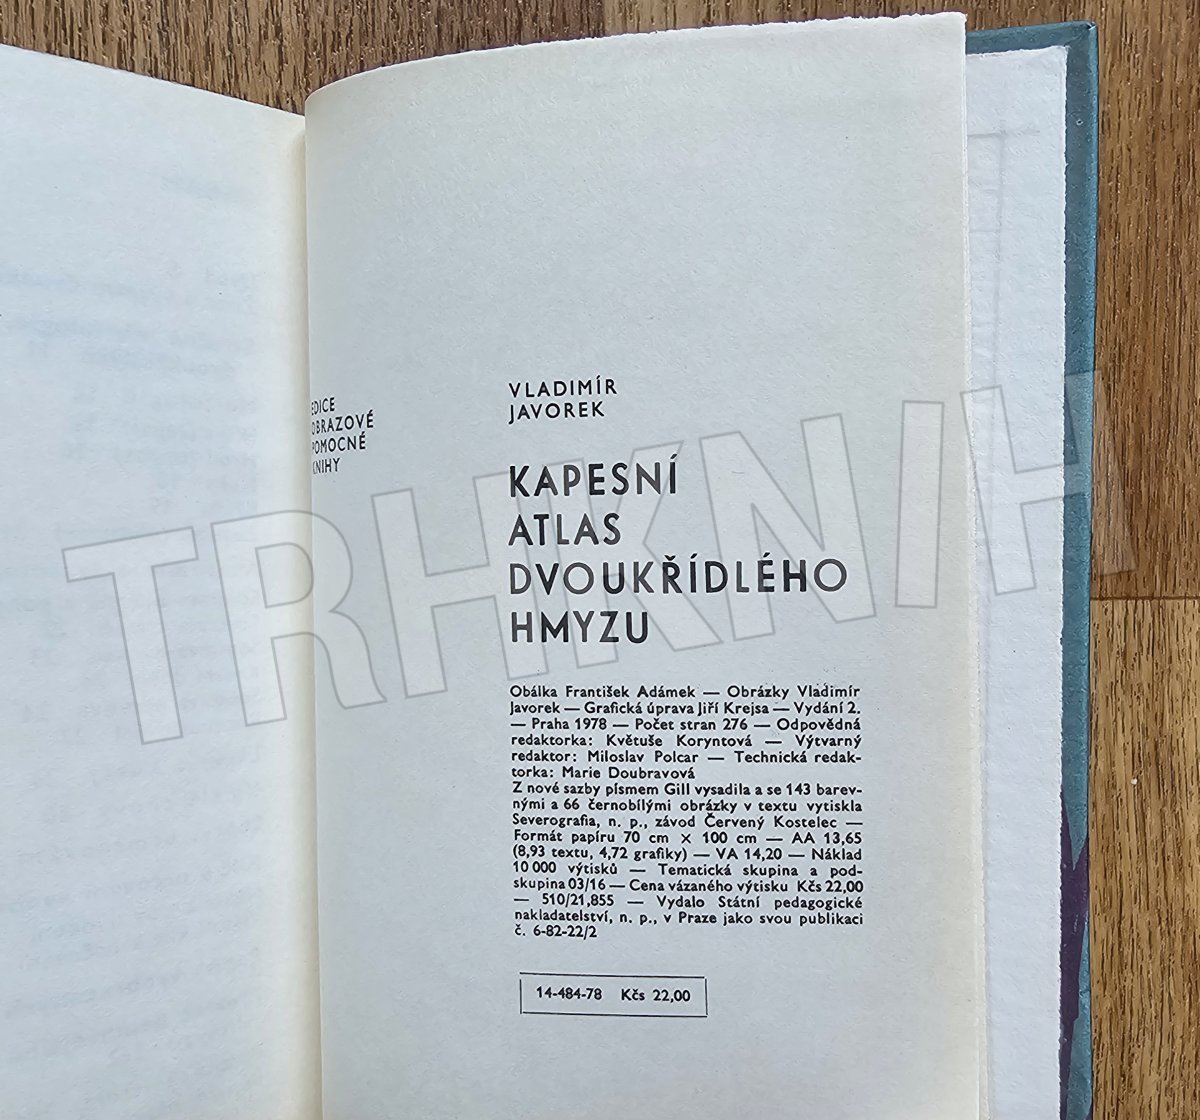 EDICE
OBRAZOVÉ
POMOCNÉ
KNIHY
VLADIMÍR
JAVOREK
KAPESNÍ
ATLAS
DVOUKŘÍDLÉHO
HMYZU
Obálka František Adámek — Obrázky Vladimír
Javorek — Grafická úprava Jiří Krejsa — Vydání 2.
— Praha 1978 — Počet stran 276 — Odpovědná
redaktorka: Květuše Koryntová — Výtvarný
redaktor: Miloslav Polcar — Technická redak-
torka: Marie Doubravová
Z nové sazby písmem Gill vysadila a se 143 barev-
nými a 66 černobílými obrázky v textu vytiskla
Severografia, n. p., závod Červený Kostelec —
Formát papíru 70 cm × 100 cm — AA 13,65
(8,93 textu, 4,72 grafiky) — VA 14,20 — Náklad
10 000 výtisků — Tematická skupina a pod-
skupina 03/16 — Cena vázaného výtisku Kčs 22,00
— 510/21,855 — Vydalo Státní pedagogické
nakladatelství, n. p., v Praze jako svou publikaci
č. 6-82-22/2
14-484-78 Kčs 22,00
TRHKNIH